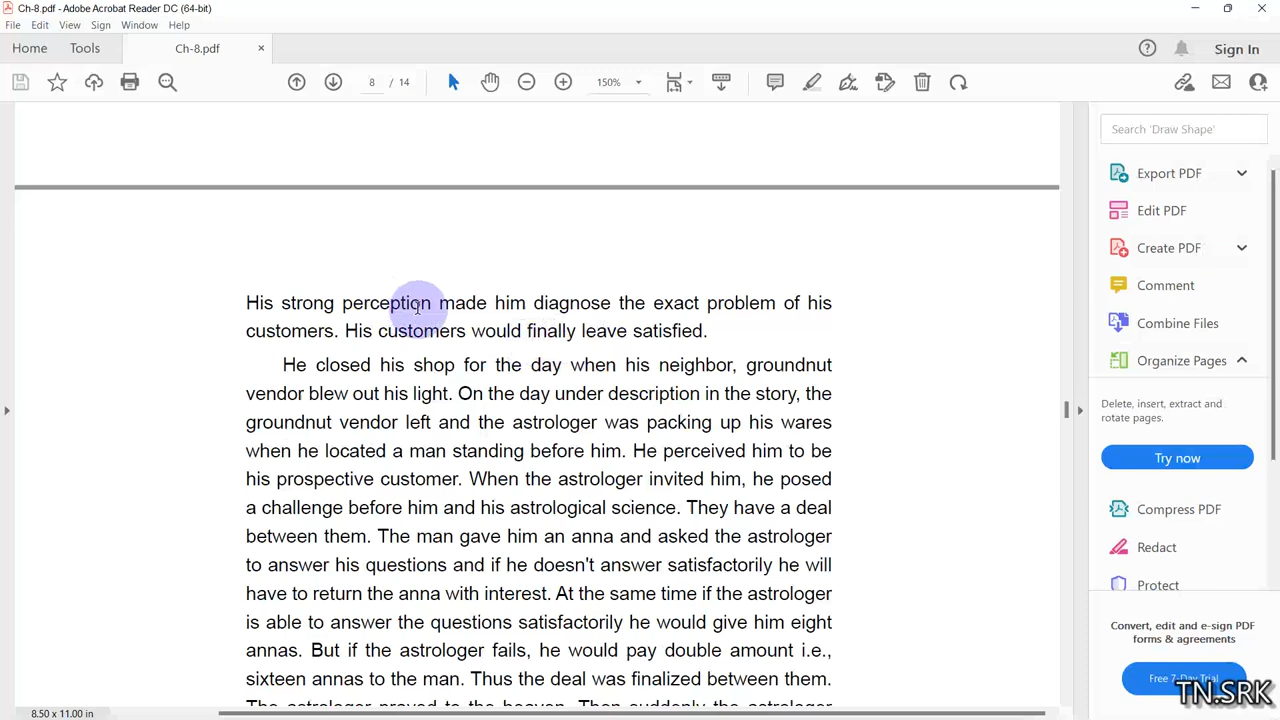 Ch-8.pdf - Adobe Acrobat Reader DC (64-bit)
File Edit View Sign Window Help
Home Tools Ch-8.pdf × Sign In
8 / 14 150%
Search 'Draw Shape'
Export PDF
Edit PDF
Create PDF
Comment
Combine Files
Organize Pages
Delete, insert, extract and
rotate pages.
Try now
Compress PDF
Redact
Protect
Convert, edit and e-sign PDF
forms & agreements
Free 7-Day Trial
TN.SRK
His strong perception made him diagnose the exact problem of his
customers. His customers would finally leave satisfied.
He closed his shop for the day when his neighbor, groundnut
vendor blew out his light. On the day under description in the story, the
groundnut vendor left and the astrologer was packing up his wares
when he located a man standing before him. He perceived him to be
his prospective customer. When the astrologer invited him, he posed
a challenge before him and his astrological science. They have a deal
between them. The man gave him an anna and asked the astrologer
to answer his questions and if he doesn't answer satisfactorily he will
have to return the anna with interest. At the same time if the astrologer
is able to answer the questions satisfactorily he would give him eight
annas. But if the astrologer fails, he would pay double amount i.e.,
sixteen annas to the man. Thus the deal was finalized between them.
The astrologer prayed to the heaven. Then suddenly the astrologer
8.50 x 11.00 in